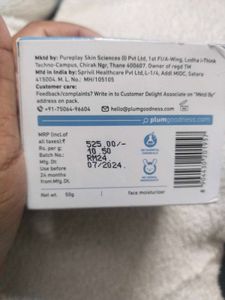 Mktd by: Pureplay Skin Sciences (I) Pvt Ltd, 1st Fl/A-Wing, Lodha i-Think
Techno-Campus, Chirak Ngr, Thane 400607. Owner of regd TM
Mfd in India by: Sprivil Healthcare Pvt Ltd, L-1/4, Addl MIDC, Satara
415004. M.L. No.: MH/105105
Customer care:
Feedback/complaints? Write in to Customer Delight Associate on "Mktd By"
address on pack.
+91-75064-96604
hello@plumgoodness.com
plumgoodness.com
MRP (incl.of
all taxes):₹ 525.00/-
Rs. per g: 10.50
Batch No.: RM24
Mfg. Dt. 07/2024
Use before
24 months
from Mfg. Dt.
Net wt. 50g
face moisturizer